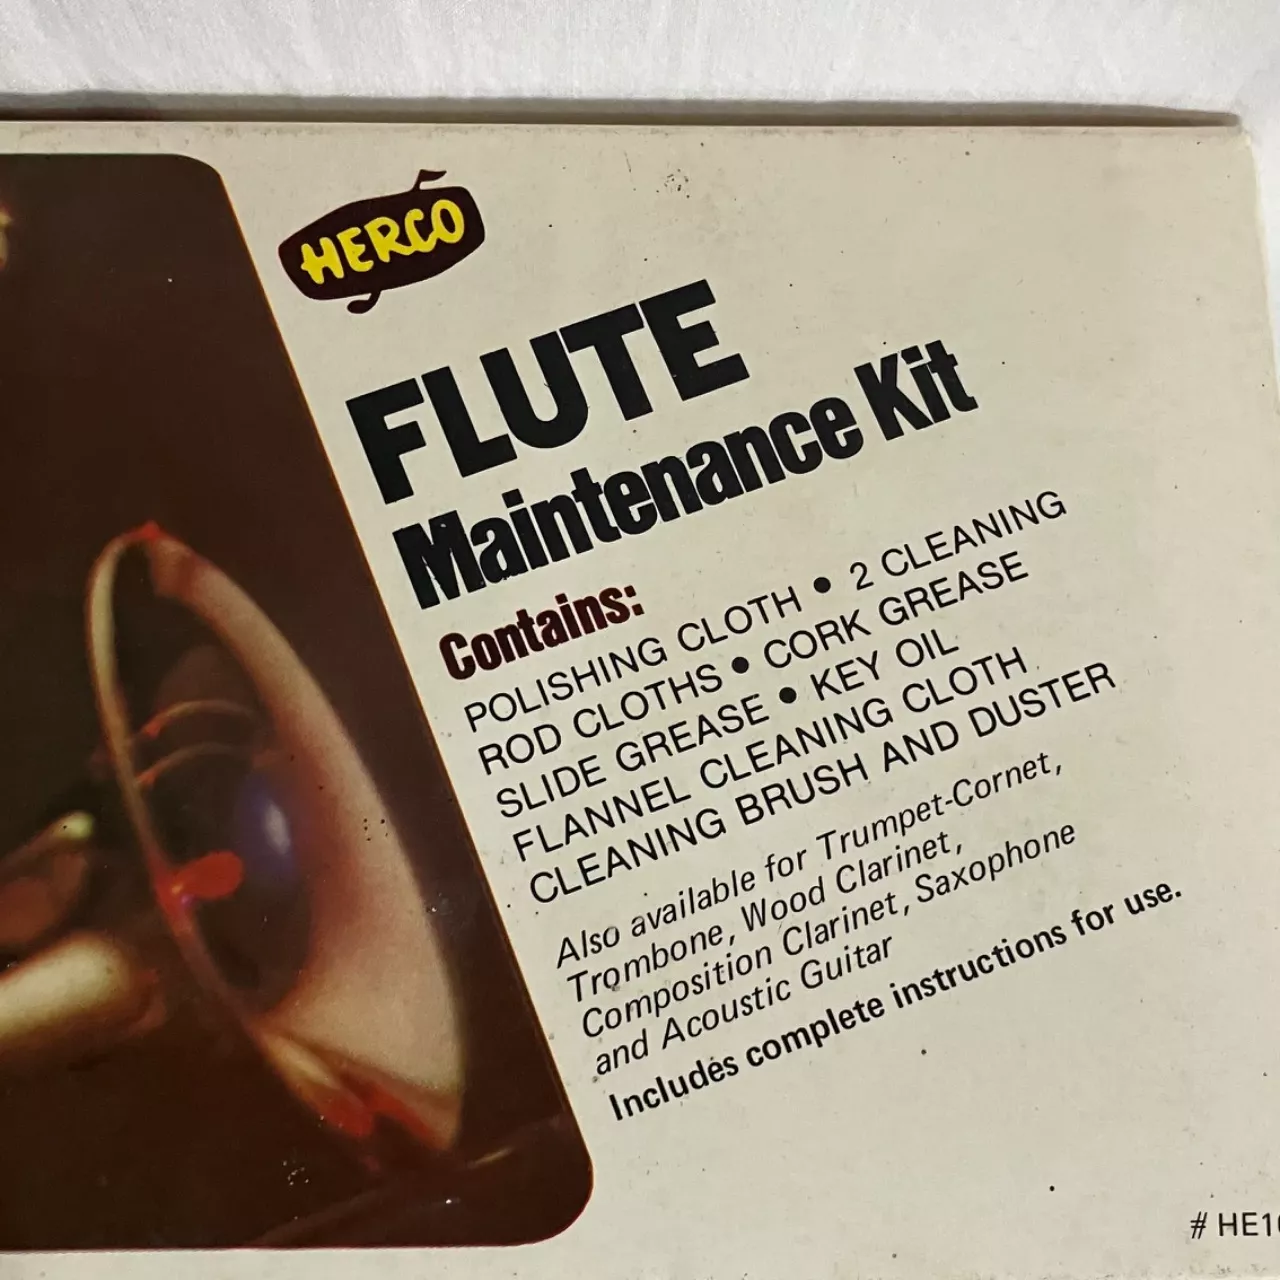 HERCO
FLUTE
Maintenance Kit
Contains:
POLISHING CLOTH • 2 CLEANING
ROD CLOTHS • CORK GREASE
SLIDE GREASE • KEY OIL
FLANNEL CLEANING CLOTH
CLEANING BRUSH AND DUSTER
Also available for Trumpet-Cornet,
Trombone, Wood Clarinet,
Composition Clarinet, Saxophone
and Acoustic Guitar
Includes complete instructions for use.
# HE1